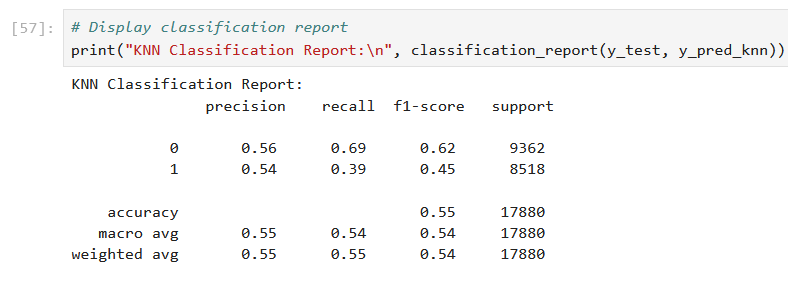 [57]: # Display classification report
print("KNN Classification Report:\n", classification_report(y_test, y_pred_knn))
KNN Classification Report:
precision recall f1-score support
0 0.56 0.69 0.62 9362
1 0.54 0.39 0.45 8518
accuracy 0.55 17880
macro avg 0.55 0.54 0.54 17880
weighted avg 0.55 0.55 0.54 17880